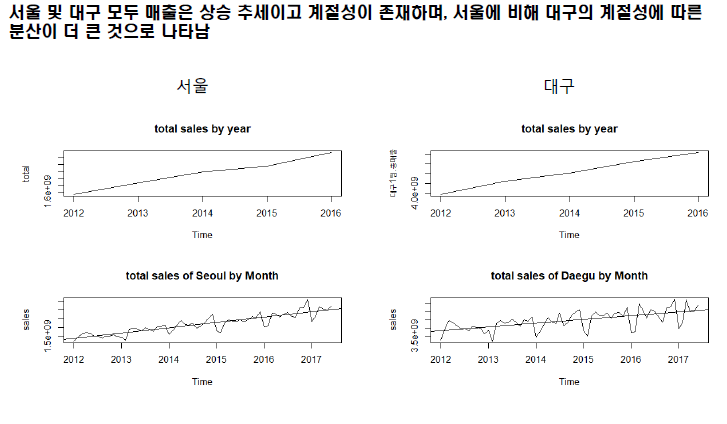 서울 및 대구 모두 매출은 상승 추세이고 계절성이 존재하며, 서울에 비해 대구의 계절성에 따른
분산이 더 큰 것으로 나타남
서울
대구
total sales by year
total
1.6e+09
2012 2013 2014 2015 2016
Time
total sales by year
4.0e+09
2012 2013 2014 2015 2016
Time
total sales of Seoul by Month
sales
1.5e+09
2012 2013 2014 2015 2016 2017
Time
total sales of Daegu by Month
sales
3.5e+09
2012 2013 2014 2015 2016 2017
Time